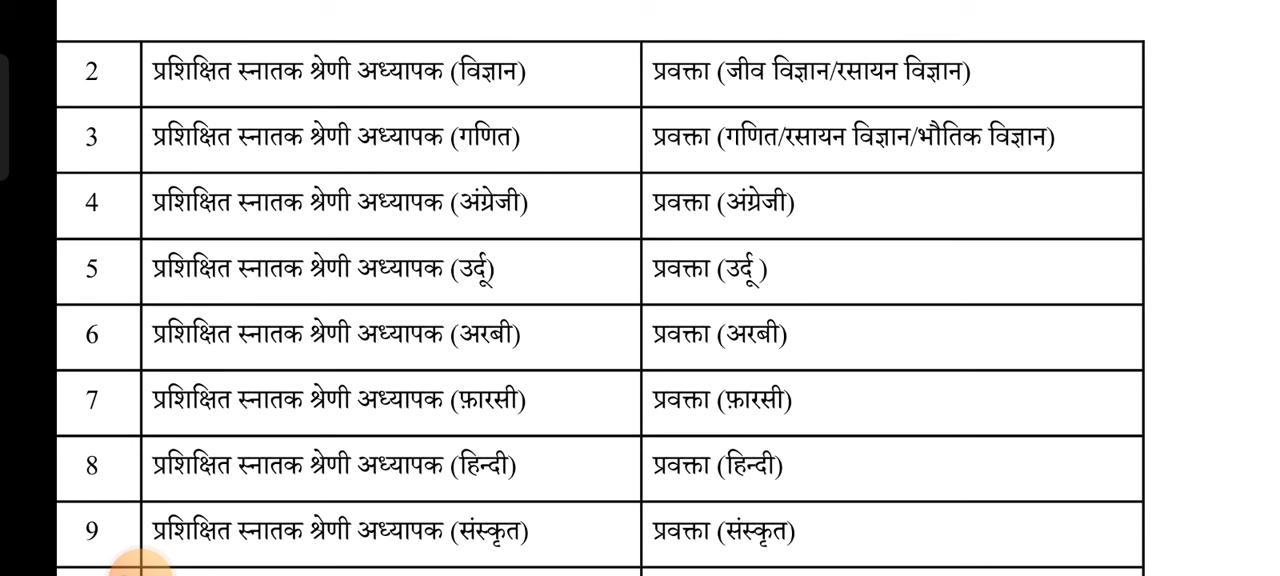 2 प्रशिक्षित स्नातक श्रेणी अध्यापक (विज्ञान) प्रवक्ता (जीव विज्ञान/रसायन विज्ञान)
3 प्रशिक्षित स्नातक श्रेणी अध्यापक (गणित) प्रवक्ता (गणित/रसायन विज्ञान/भौतिक विज्ञान)
4 प्रशिक्षित स्नातक श्रेणी अध्यापक (अंग्रेजी) प्रवक्ता (अंग्रेजी)
5 प्रशिक्षित स्नातक श्रेणी अध्यापक (उर्दू) प्रवक्ता (उर्दू )
6 प्रशिक्षित स्नातक श्रेणी अध्यापक (अरबी) प्रवक्ता (अरबी)
7 प्रशिक्षित स्नातक श्रेणी अध्यापक (फ़ारसी) प्रवक्ता (फ़ारसी)
8 प्रशिक्षित स्नातक श्रेणी अध्यापक (हिन्दी) प्रवक्ता (हिन्दी)
9 प्रशिक्षित स्नातक श्रेणी अध्यापक (संस्कृत) प्रवक्ता (संस्कृत)